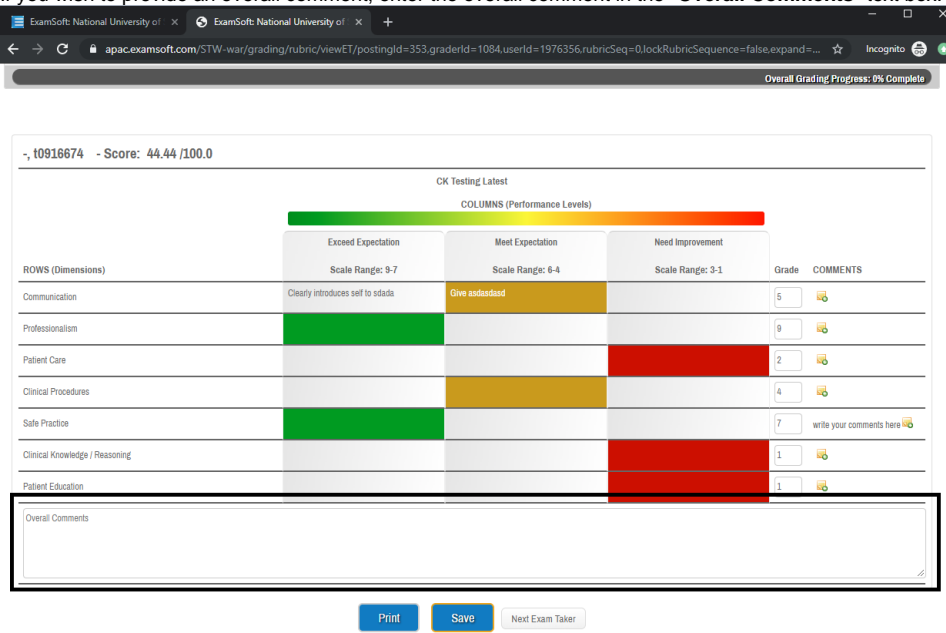 if you wish to provide an overall comment, enter the overall comment in the "Overall Comments" text
ExamSoft: National University of × ExamSoft: National University of × +
apac.examsoft.com/STW-war/grading/rubric/viewET/postingId=353,graderId=1084,userId=1976356,rubricSeq=0,lockRubricSequence=false,expand=... Incognito
Overall Grading Progress: 0% Complete
-, t0916674 - Score: 44.44 /100.0
CK Testing Latest
COLUMNS (Performance Levels)
Exceed Expectation Meet Expectation Need Improvement
ROWS (Dimensions) Scale Range: 9-7 Scale Range: 6-4 Scale Range: 3-1 Grade COMMENTS
Communication Clearly introduces self to sdada Give asdasdasd 5
Professionalism 9
Patient Care 2
Clinical Procedures 4
Safe Practice 7 write your comments here
Clinical Knowledge / Reasoning 1
Patient Education 1
Overall Comments
Print Save Next Exam Taker